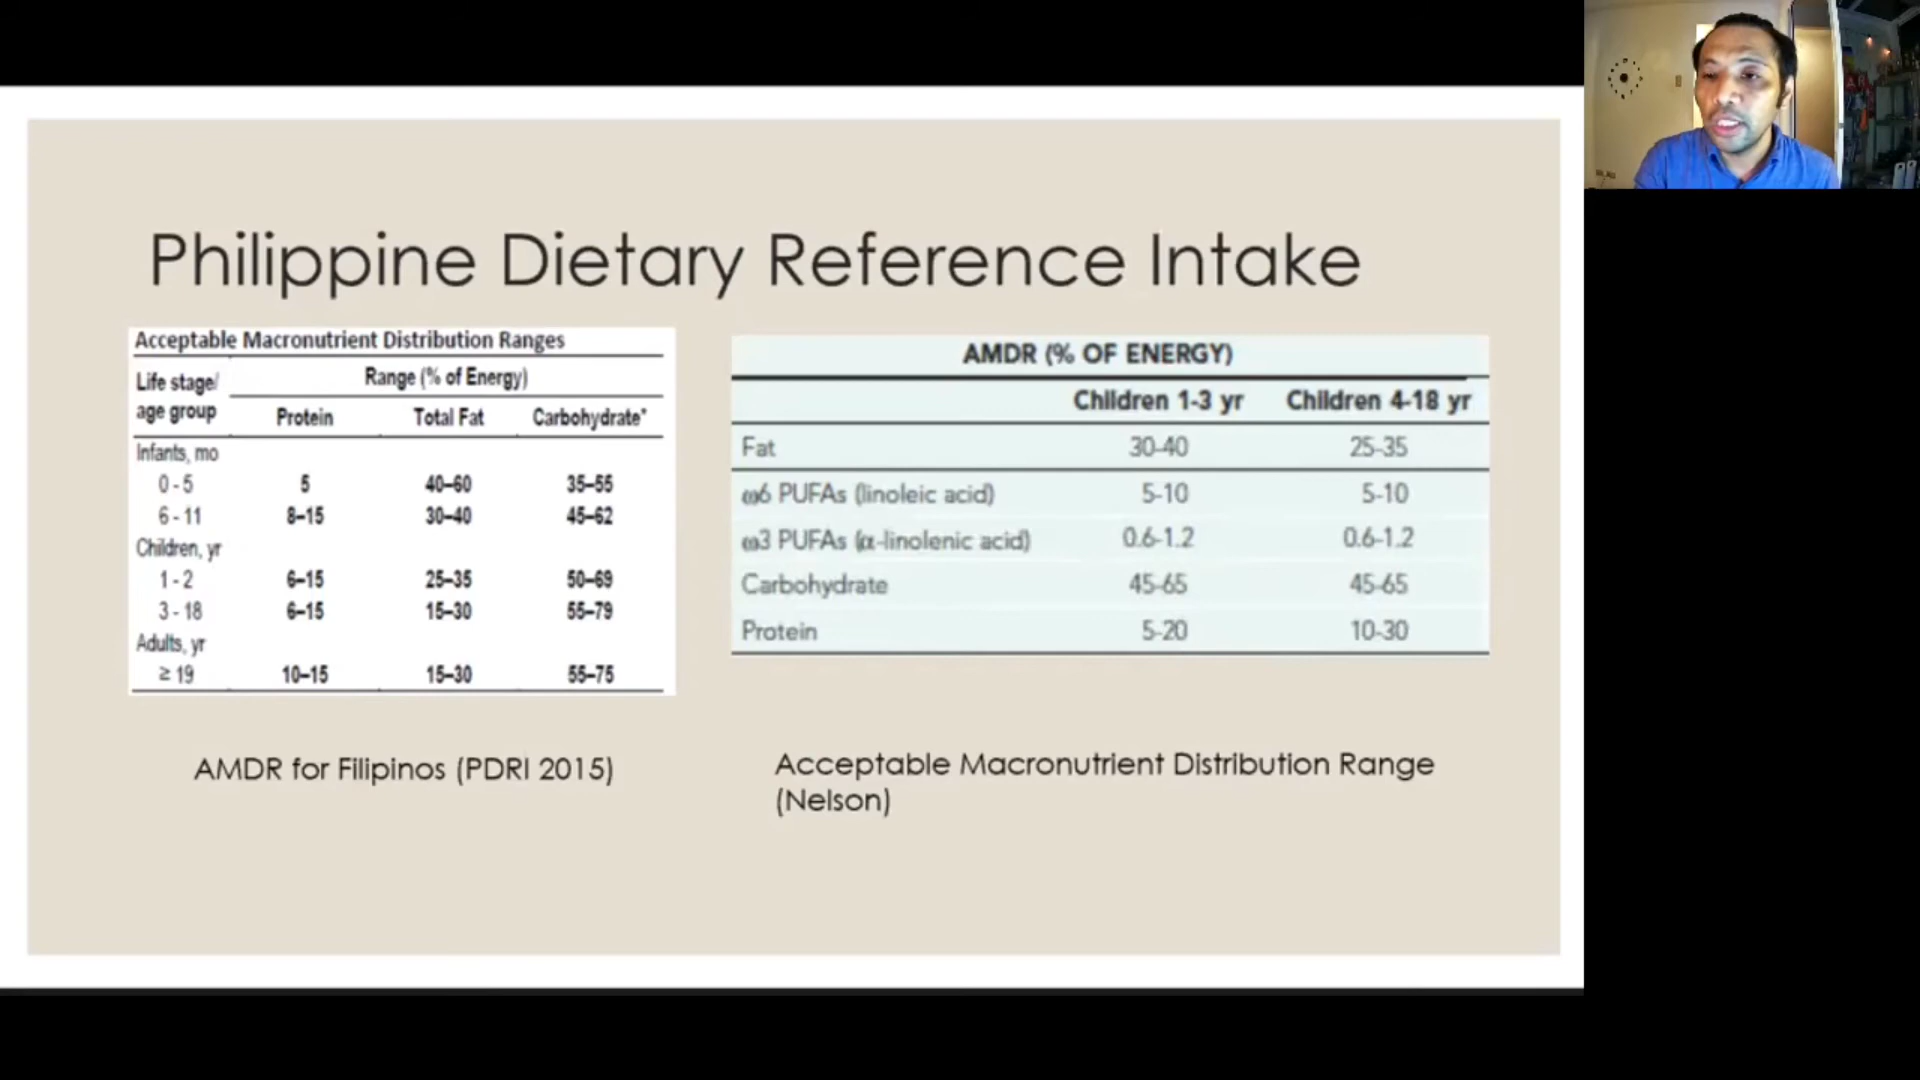 Philippine Dietary Reference Intake
Acceptable Macronutrient Distribution Ranges
Life stage/ age group
Range (% of Energy)
Protein Total Fat Carbohydrate*
Infants, mo
0 - 5 5 40–60 35–55
6 - 11 8–15 30–40 45–62
Children, yr
1 - 2 6–15 25–35 50–69
3 - 18 6–15 15–30 55–79
Adults, yr
≥ 19 10–15 15–30 55–75
AMDR for Filipinos (PDRI 2015)
AMDR (% OF ENERGY)
Children 1-3 yr Children 4-18 yr
Fat 30-40 25-35
ω6 PUFAs (linoleic acid) 5-10 5-10
ω3 PUFAs (α-linolenic acid) 0.6-1.2 0.6-1.2
Carbohydrate 45-65 45-65
Protein 5-20 10-30
Acceptable Macronutrient Distribution Range
(Nelson)